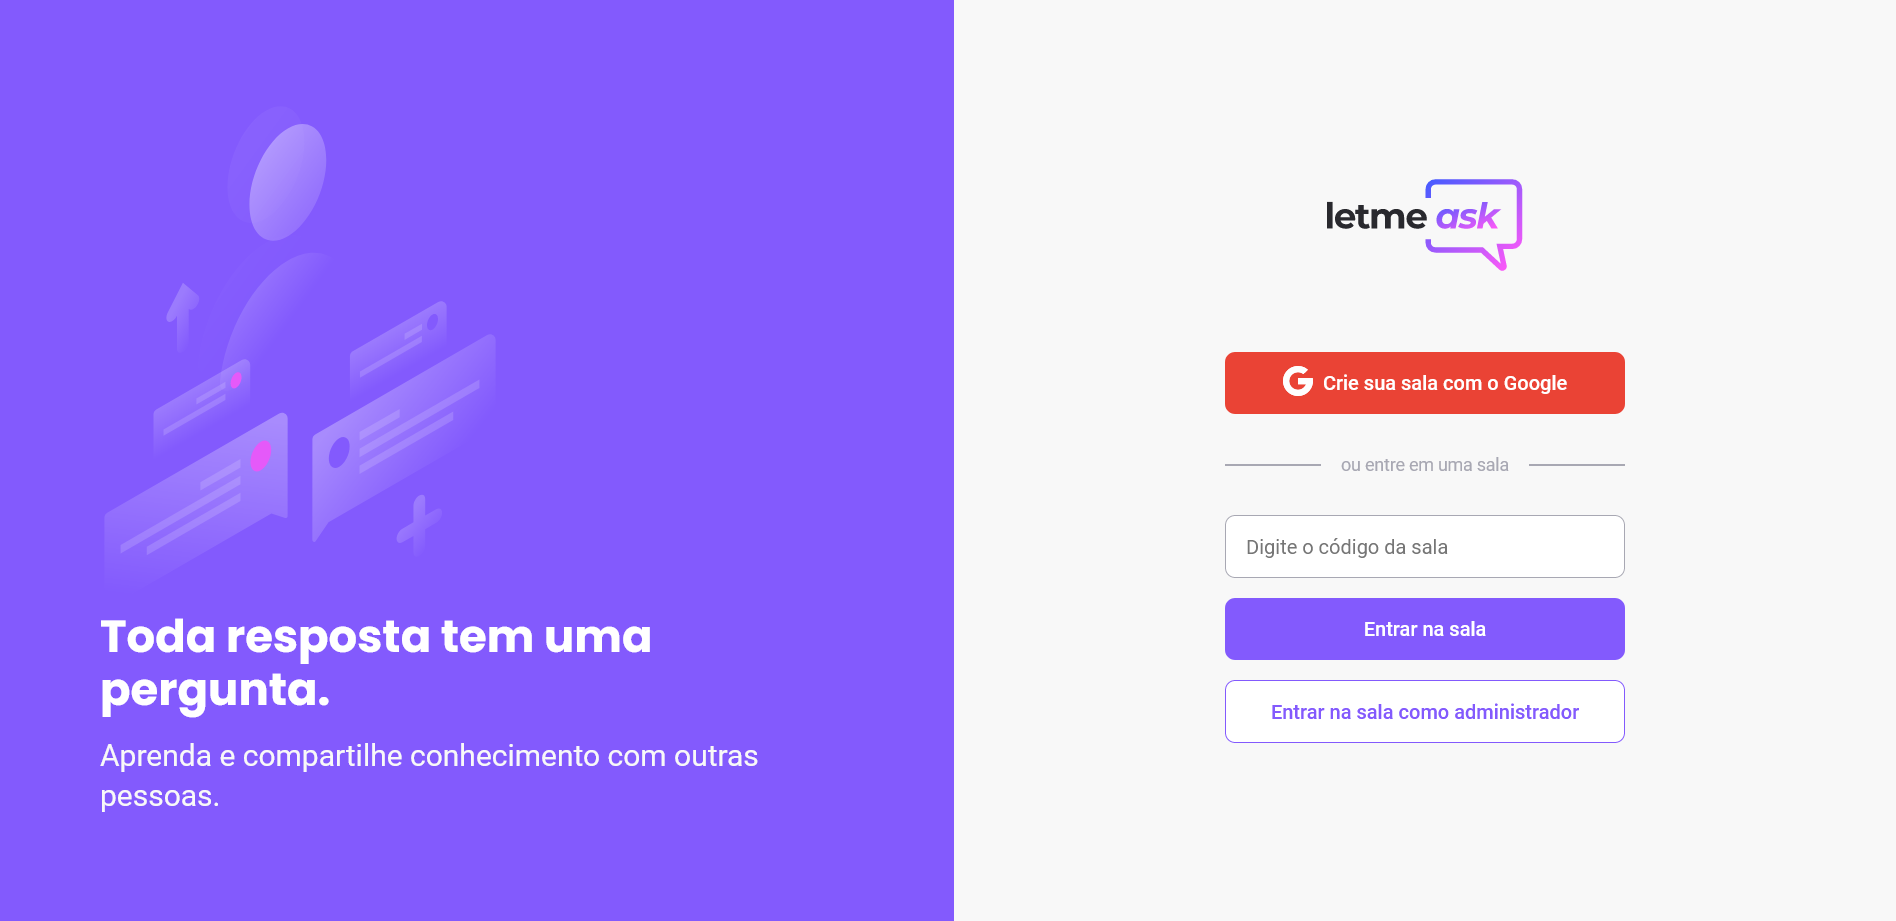 Toda resposta tem uma
pergunta.
Aprenda e compartilhe conhecimento com outras
pessoas.
letme ask
Crie sua sala com o Google
ou entre em uma sala
Digite o código da sala
Entrar na sala
Entrar na sala como administrador